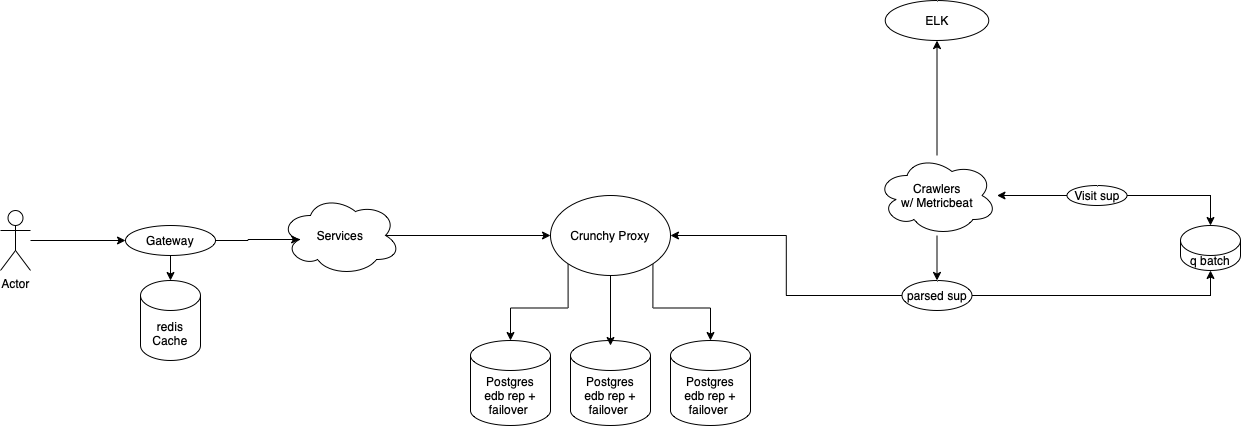 ELK
Crawlers
w/ Metricbeat
Visit sup
q batch
Actor
Gateway
Services
Crunchy Proxy
parsed sup
redis
Cache
Postgres
edb rep +
failover
Postgres
edb rep +
failover
Postgres
edb rep +
failover